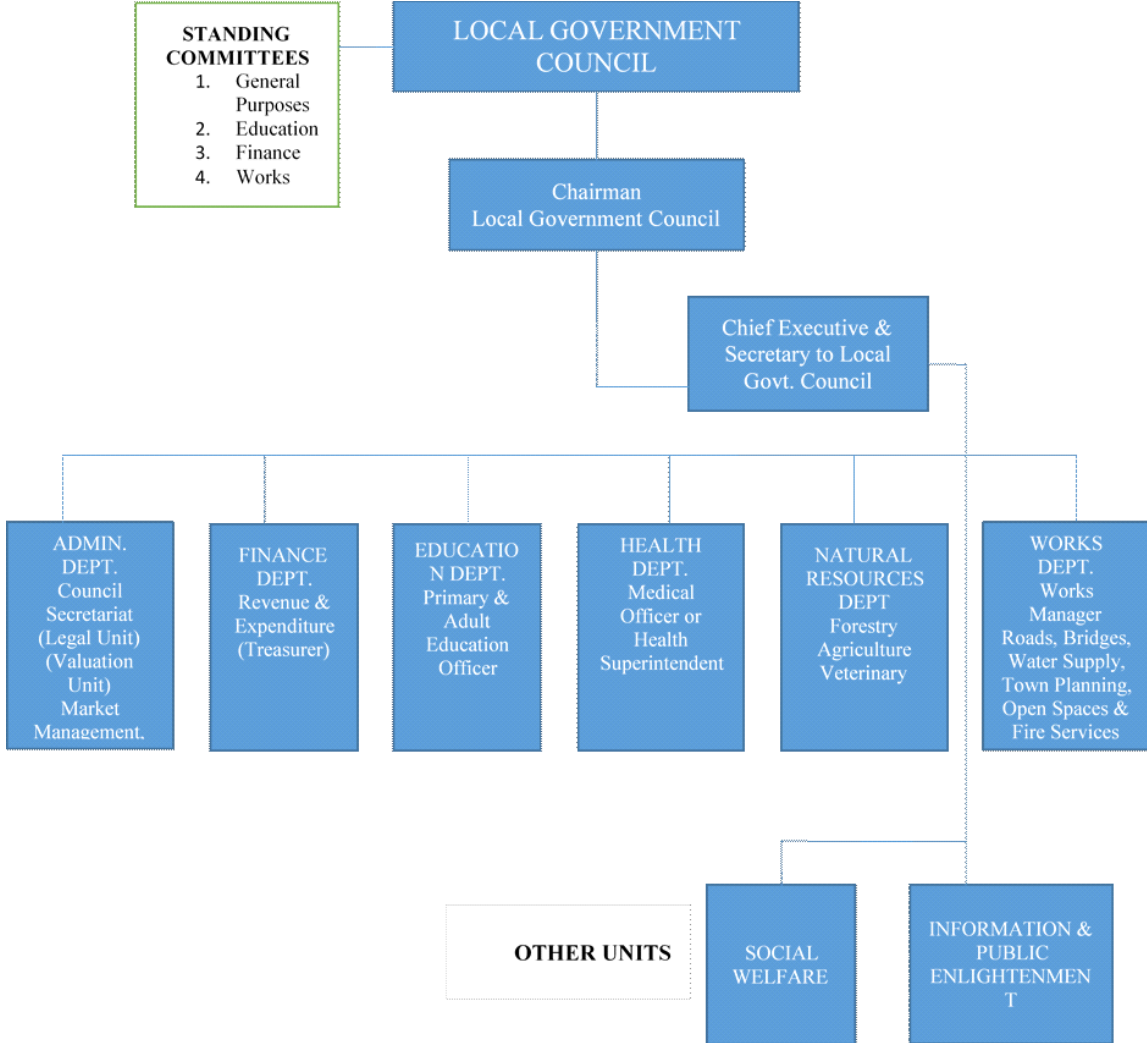 STANDING
COMMITTEES
1. General
Purposes
2. Education
3. Finance
4. Works
LOCAL GOVERNMENT
COUNCIL
Chairman
Local Government Council
Chief Executive &
Secretary to Local
Govt. Council
ADMIN.
DEPT.
Council
Secretariat
(Legal Unit)
(Valuation
Unit)
Market
Management,
FINANCE
DEPT.
Revenue &
Expenditure
(Treasurer)
EDUCATIO
N DEPT.
Primary &
Adult
Education
Officer
HEALTH
DEPT.
Medical
Officer or
Health
Superintendent
NATURAL
RESOURCES
DEPT
Forestry
Agriculture
Veterinary
WORKS
DEPT.
Works
Manager
Roads, Bridges,
Water Supply,
Town Planning,
Open Spaces &
Fire Services
OTHER UNITS
SOCIAL
WELFARE
INFORMATION &
PUBLIC
ENLIGHTENMEN
T